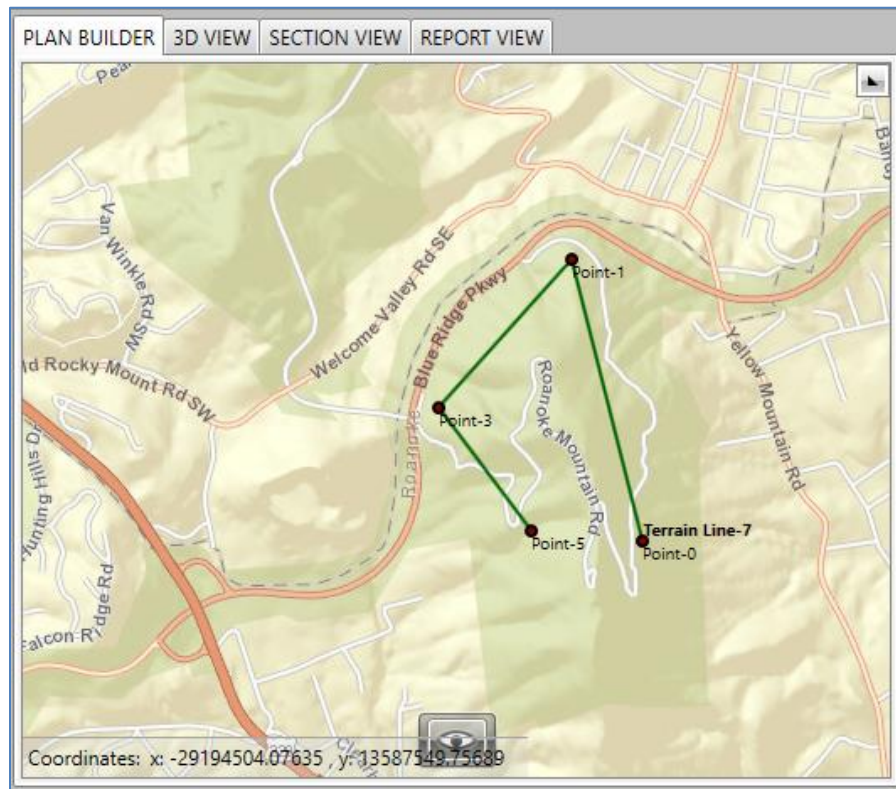 PLAN BUILDER 3D VIEW SECTION VIEW REPORT VIEW
Van Winkle Rd SW
Welcome Valley Rd SE
Blue Ridge Pkwy
Point-1
ld Rocky Mount Rd SW
Yellow Mountain Rd
Point-3
Roanoke
Roanoke Mountain Rd
Hunting Hills Dr
Terrain Line-7
Point-5
Point-0
Falcon Ridge Rd
Coordinates: x: -29194504.07635 , y: 13587549.75689